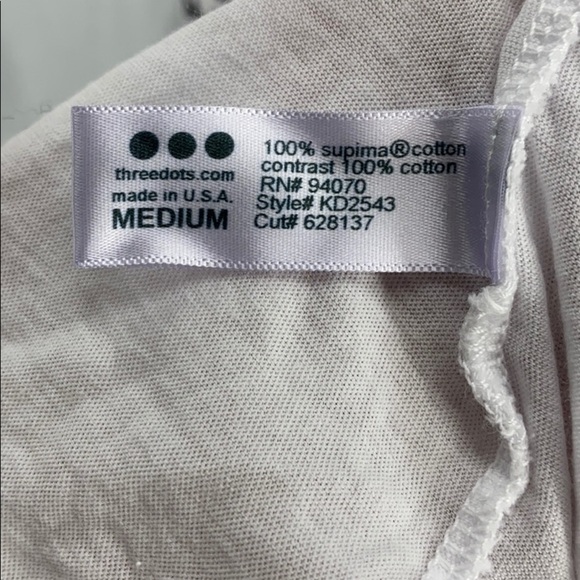 threedots.com
made in U.S.A.
MEDIUM
100% supima®cotton
contrast 100% cotton
RN# 94070
Style# KD2543
Cut# 628137